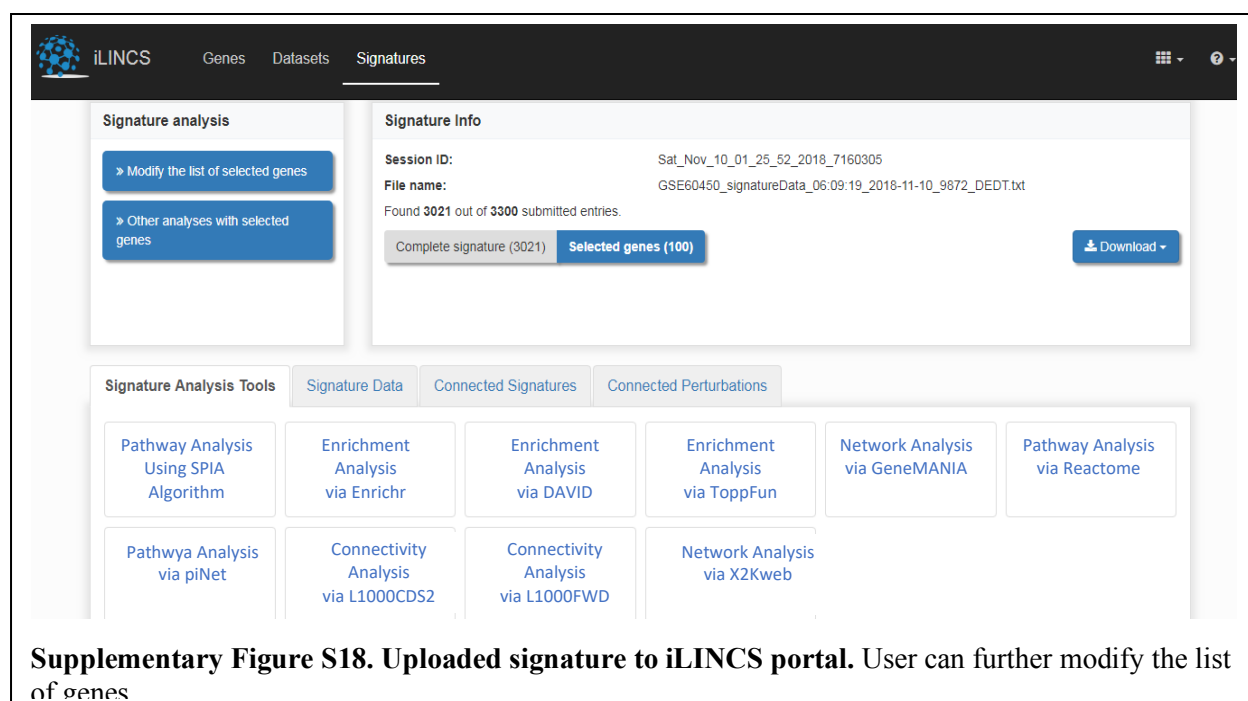 iLINCS Genes Datasets Signatures
Signature analysis
» Modify the list of selected genes
» Other analyses with selected
genes
Signature Info
Session ID: Sat_Nov_10_01_25_52_2018_7160305
File name: GSE60450_signatureData_06:09:19_2018-11-10_9872_DEDT.txt
Found 3021 out of 3300 submitted entries.
Complete signature (3021) Selected genes (100) Download
Signature Analysis Tools Signature Data Connected Signatures Connected Perturbations
Pathway Analysis
Using SPIA
Algorithm
Enrichment
Analysis
via Enrichr
Enrichment
Analysis
via DAVID
Enrichment
Analysis
via ToppFun
Network Analysis
via GeneMANIA
Pathway Analysis
via Reactome
Pathwya Analysis
via piNet
Connectivity
Analysis
via L1000CDS2
Connectivity
Analysis
via L1000FWD
Network Analysis
via X2Kweb
Supplementary Figure S18. Uploaded signature to iLINCS portal. User can further modify the list
of genes